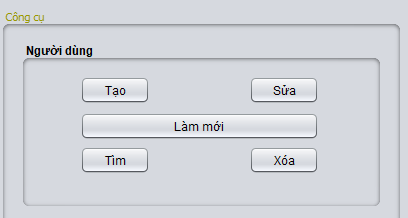 Công cụ
Người dùng
Tạo Sửa
Làm mới
Tìm Xóa